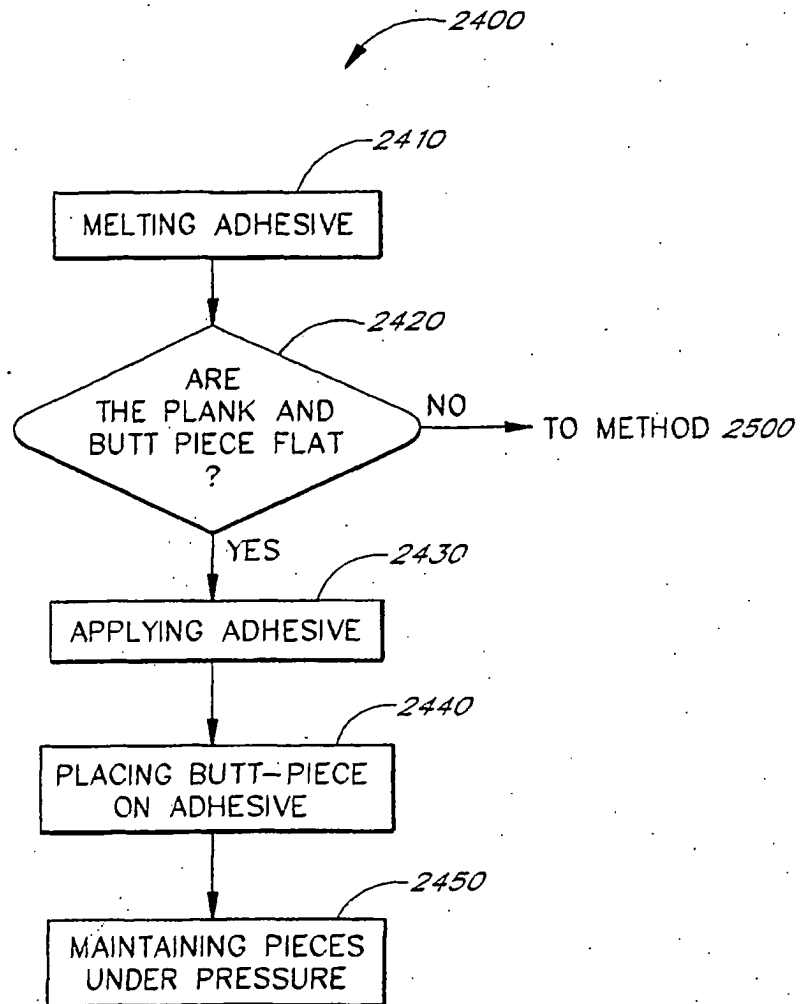 2400
2410
MELTING ADHESIVE
2420
ARE
THE PLANK AND
BUTT PIECE FLAT
?
NO
TO METHOD 2500
YES
2430
APPLYING ADHESIVE
2440
PLACING BUTT-PIECE
ON ADHESIVE
2450
MAINTAINING PIECES
UNDER PRESSURE